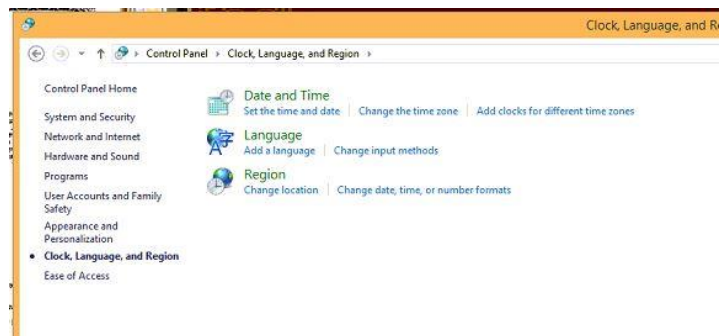 Clock, Language, and R
Control Panel
Clock, Language, and Region
Control Panel Home
System and Security
Network and Internet
Hardware and Sound
Programs
User Accounts and Family
Safety
Appearance and
Personalization
Clock, Language, and Region
Ease of Access
Date and Time
Set the time and date
Change the time zone
Add clocks for different time zones
Language
Add a language
Change input methods
Region
Change location
Change date, time, or number formats